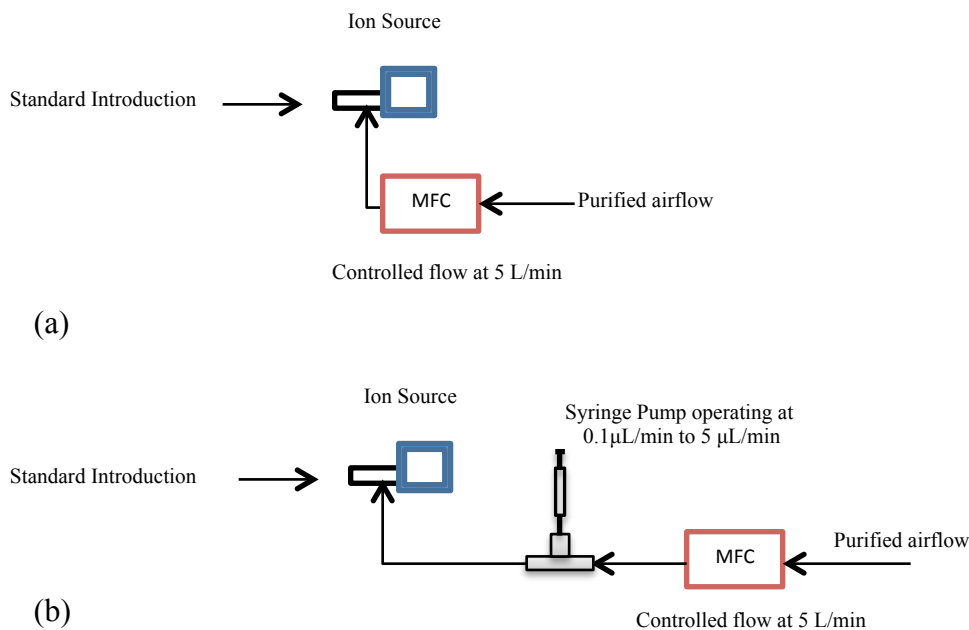 Ion Source
Standard Introduction
MFC
Purified airflow
Controlled flow at 5 L/min
(a)
Ion Source
Syringe Pump operating at
0.1μL/min to 5 μL/min
Standard Introduction
MFC
Purified airflow
Controlled flow at 5 L/min
(b)